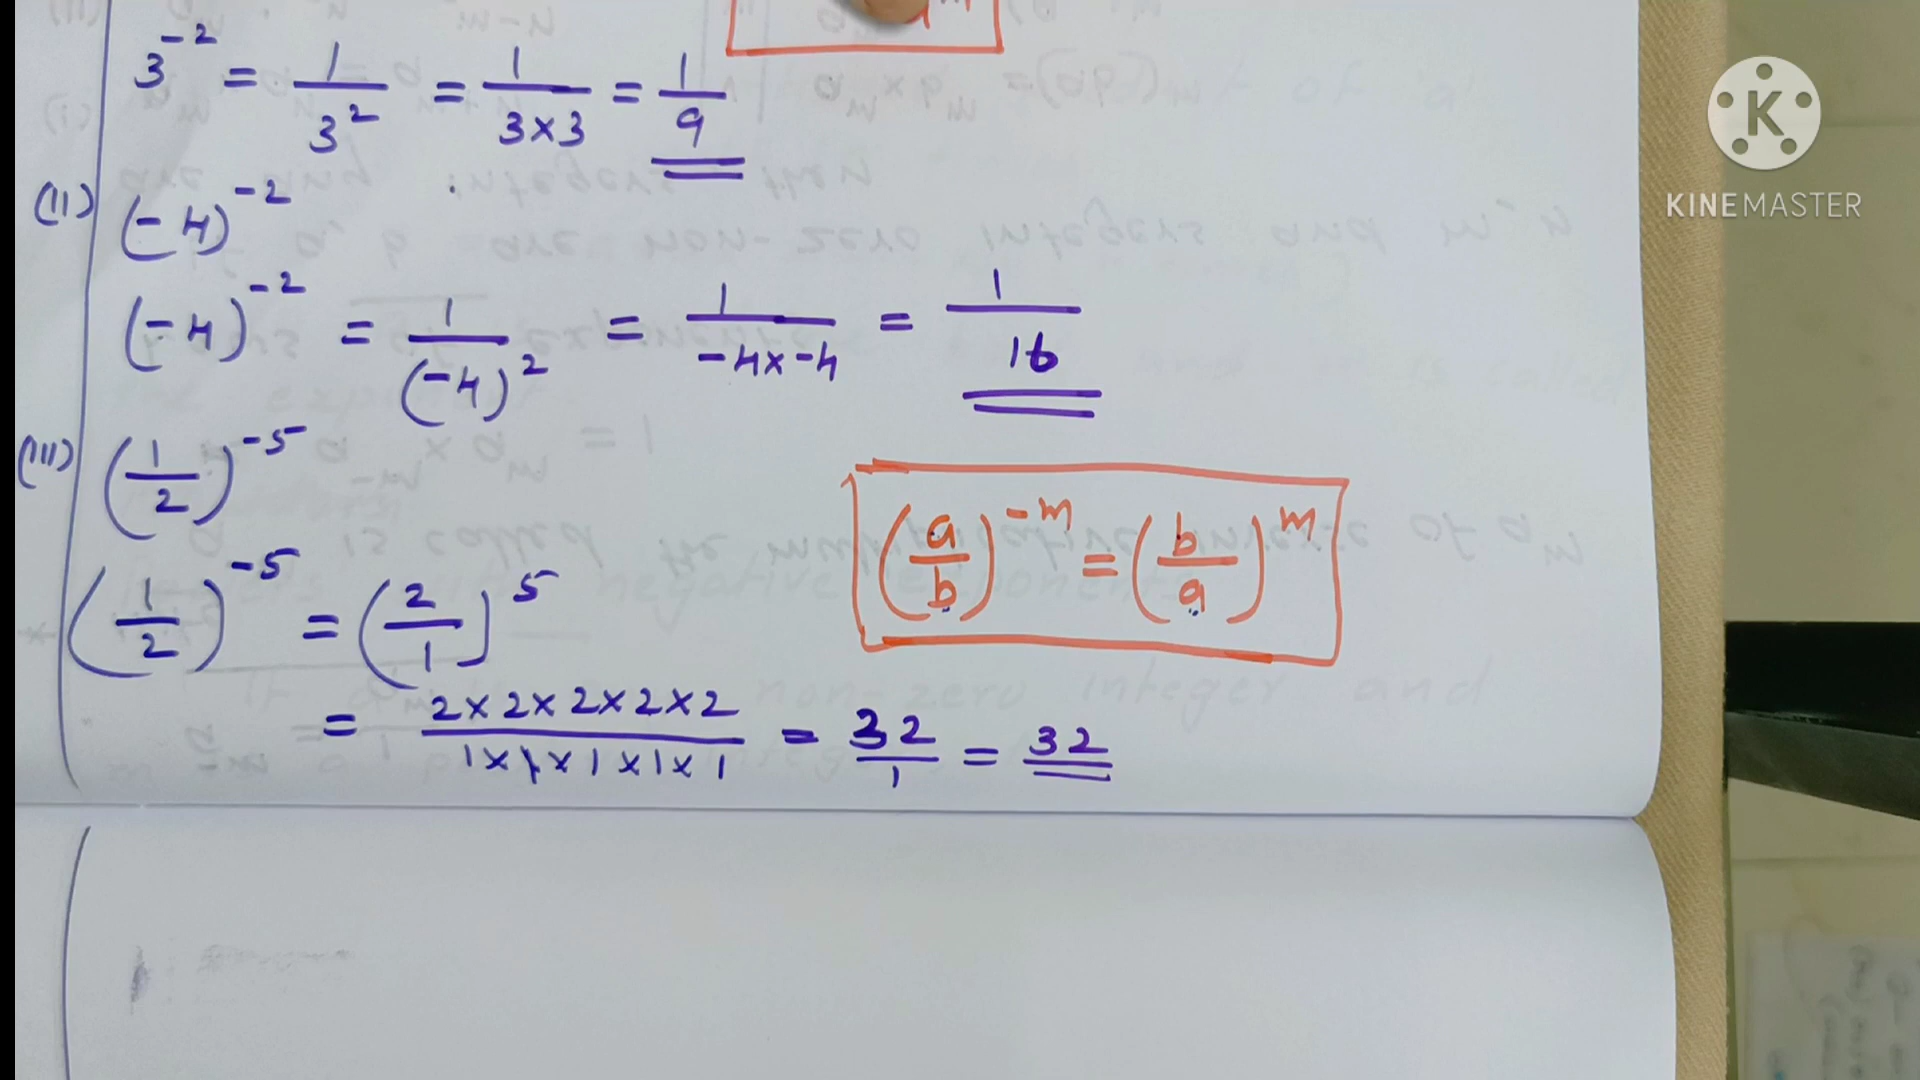 3^-2 = 1/3^2 = 1/(3×3) = 1/9
(II) (-4)^-2
(-4)^-2 = 1/(-4)^2 = 1/(-4×-4) = 1/16
(III) (1/2)^-5
(a/b)^-m = (b/a)^m
(1/2)^-5 = (2/1)^5
= (2×2×2×2×2)/(1×1×1×1×1) = 32/1 = 32
KINEMASTER